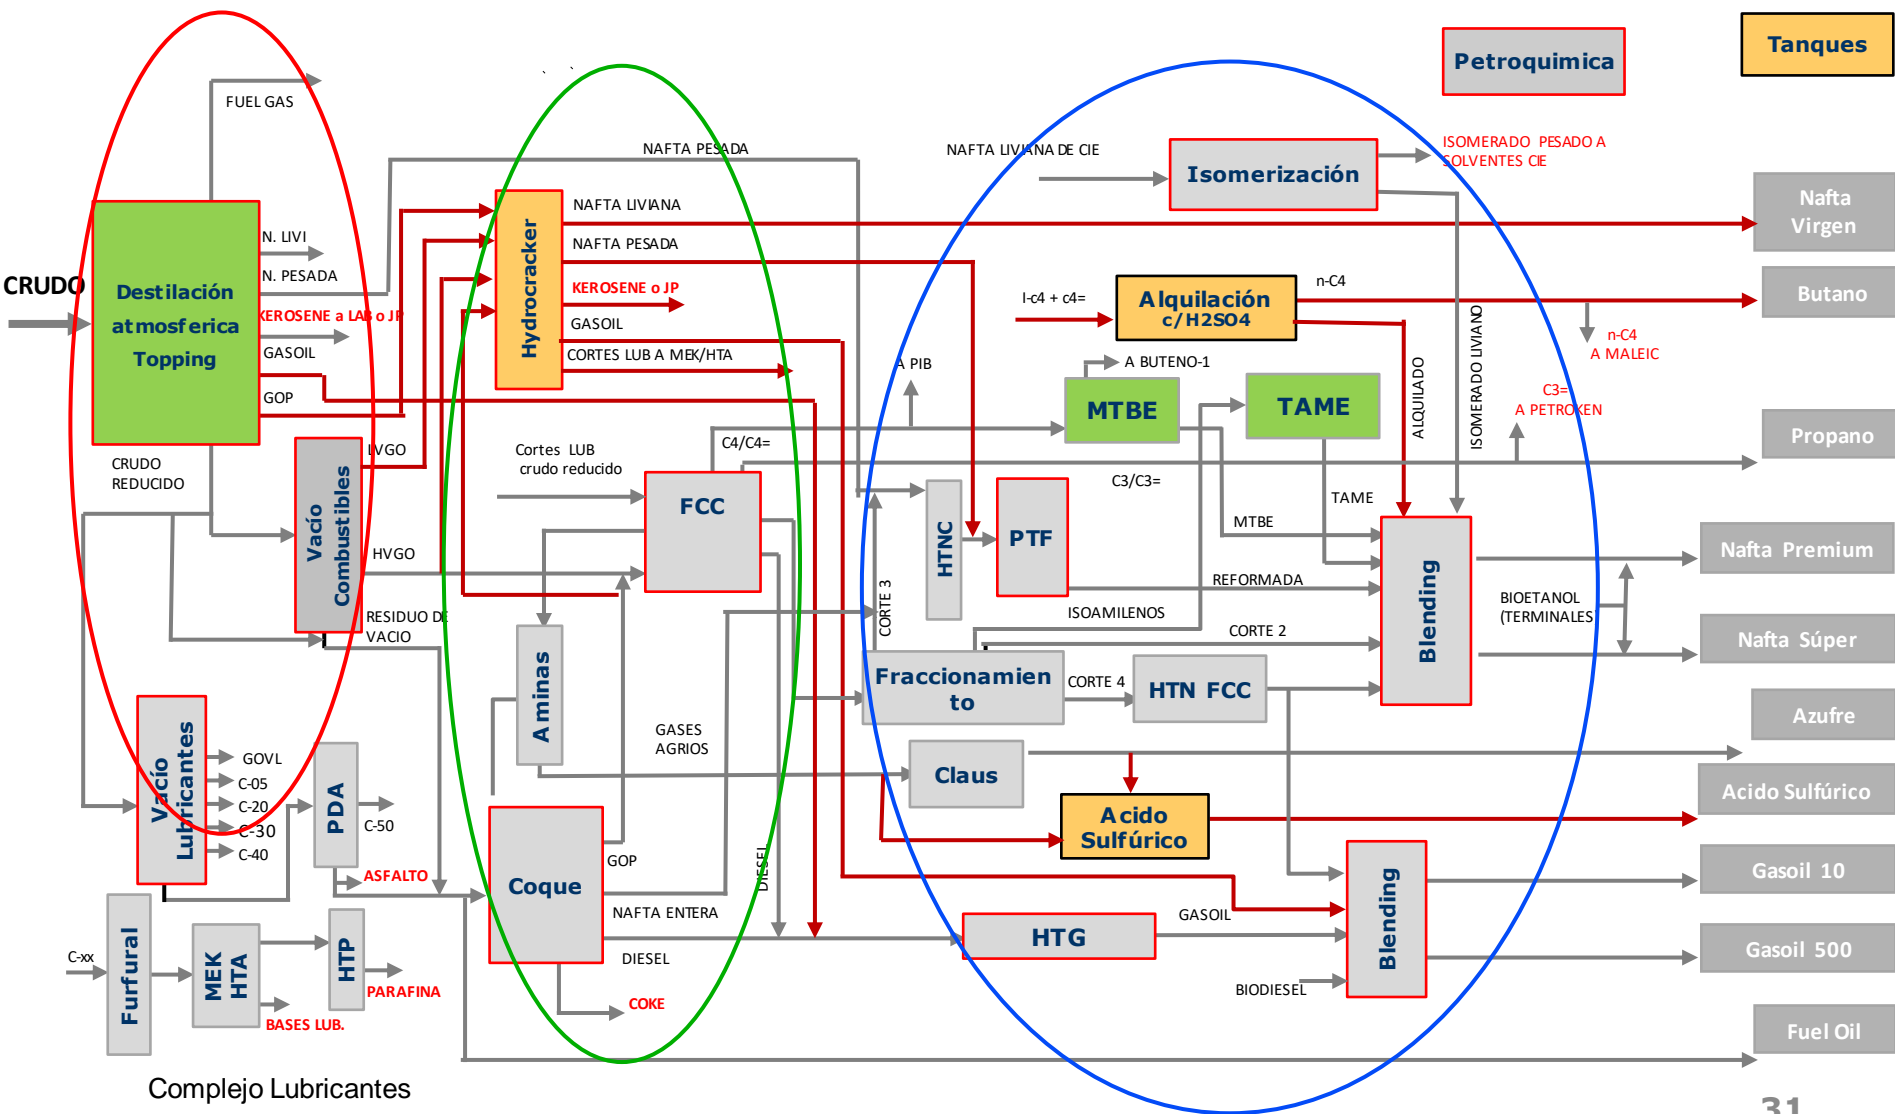 Petroquimica
Tanques
FUEL GAS
NAFTA PESADA
NAFTA LIVIANA DE CIE
Isomerización
ISOMERADO PESADO A
SOLVENTES CIE
Nafta
Virgen
CRUDO
Destilación
atmosferica
Topping
N. LIVI
N. PESADA
KEROSENE a LAB o JP
GASOIL
GOP
Hydrocracker
NAFTA LIVIANA
NAFTA PESADA
KEROSENE o JP
GASOIL
CORTES LUB A MEK/HTA
I-c4 + c4=
Alquilación
c/H2SO4
n-C4
Butano
n-C4
A MALEIC
ISOMERADO LIVIANO
ALQUILADO
A PIB
A BUTENO-1
MTBE
TAME
C3=
A PETROKEN
Propano
CRUDO
REDUCIDO
LVGO
Vacío
Combustibles
HVGO
RESIDUO DE
VACIO
Cortes LUB
crudo reducido
C4/C4=
FCC
C3/C3=
HTNC
PTF
TAME
MTBE
REFORMADA
Blending
Nafta Premium
BIOETANOL
(TERMINALES
Nafta Súper
CORTE 3
ISOAMILENOS
CORTE 2
Aminas
Fraccionamien
to
CORTE 4
HTN FCC
Azufre
GASES
AGRIOS
Claus
Acido
Sulfúrico
Acido Sulfúrico
Vacío
Lubricantes
GOVL
C-05
C-20
C-30
C-40
PDA
C-50
ASFALTO
Coque
GOP
NAFTA ENTERA
DIESEL
DIESEL
COKE
HTG
GASOIL
BIODIESEL
Blending
Gasoil 10
Gasoil 500
Fuel Oil
C-xx
Furfural
MEK
HTA
BASES LUB.
HTP
PARAFINA
Complejo Lubricantes
31